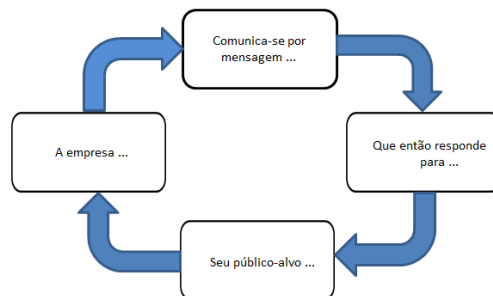 Comunica-se por
mensagem ...
A empresa ...
Que então responde
para ...
Seu público-alvo ...